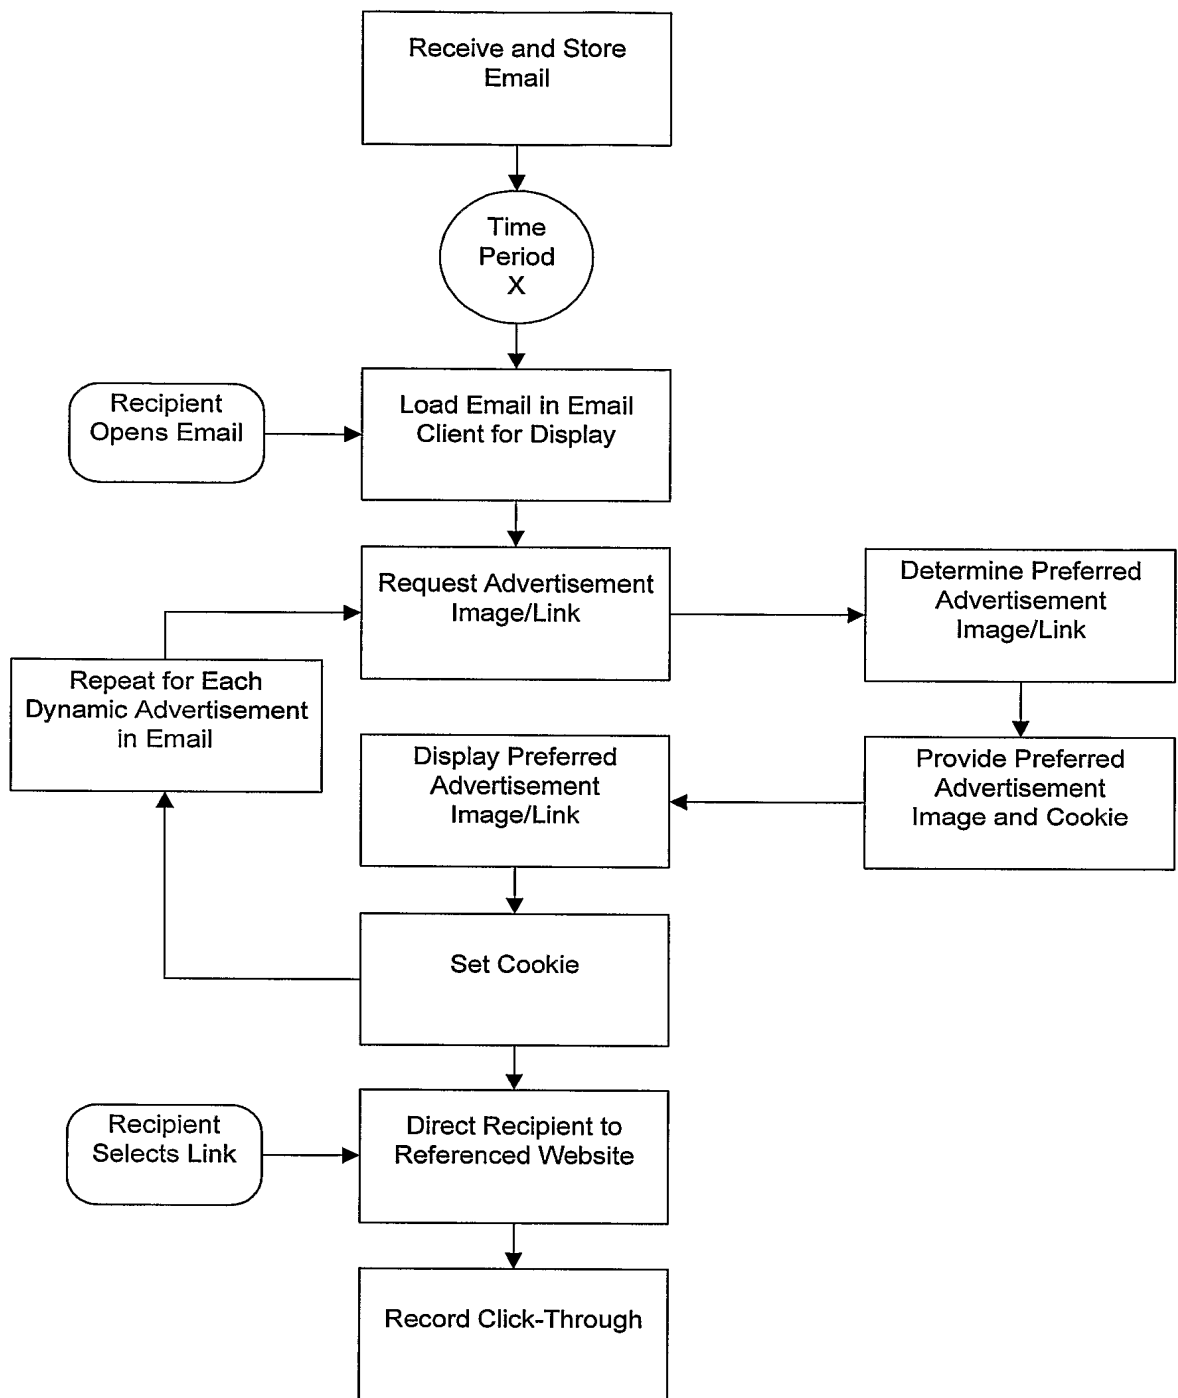 Receive and Store
Email
Time
Period
X
Recipient
Opens Email
Load Email in Email
Client for Display
Request Advertisement
Image/Link
Determine Preferred
Advertisement
Image/Link
Repeat for Each
Dynamic Advertisement
in Email
Display Preferred
Advertisement
Image/Link
Provide Preferred
Advertisement
Image and Cookie
Set Cookie
Recipient
Selects Link
Direct Recipient to
Referenced Website
Record Click-Through